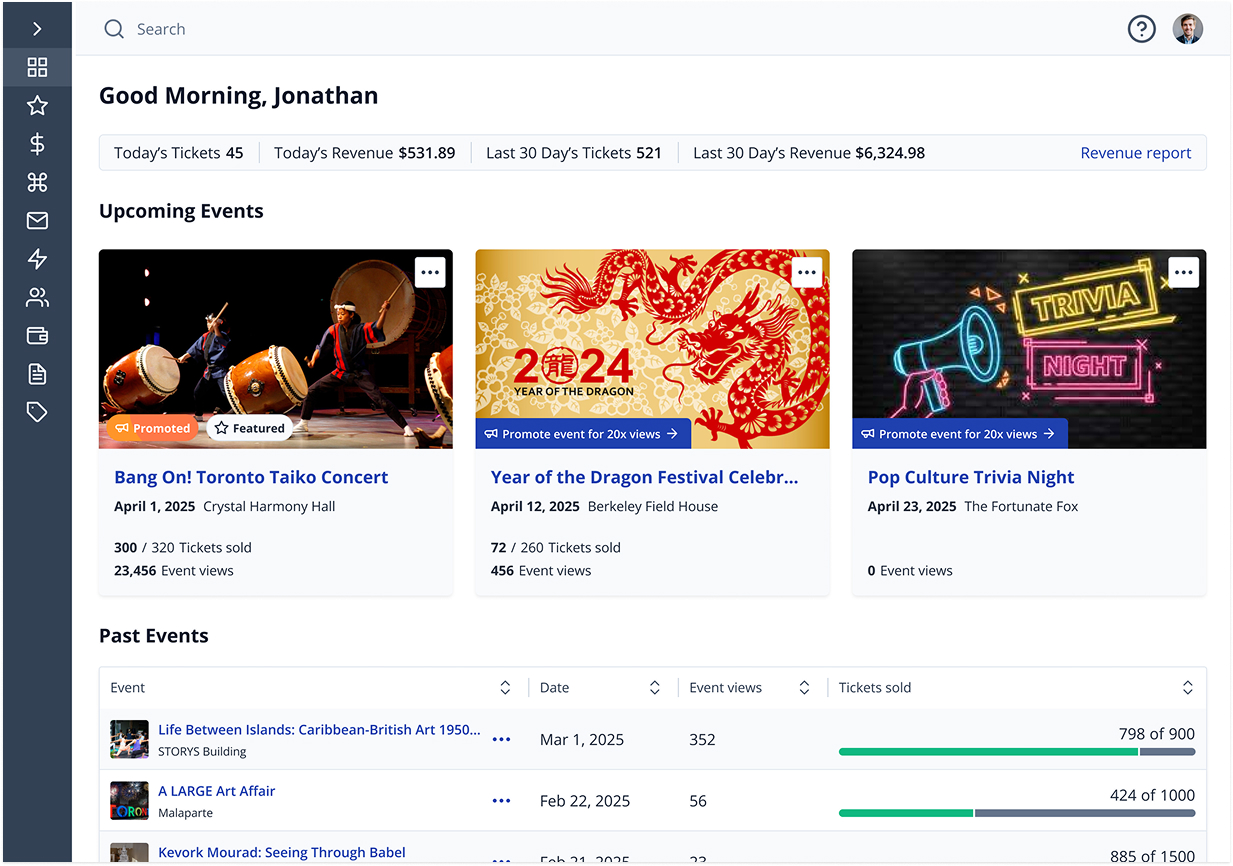 Search
Good Morning, Jonathan
Today's Tickets 45
Today's Revenue $531.89
Last 30 Day's Tickets 521
Last 30 Day's Revenue $6,324.98
Revenue report
Upcoming Events
Promoted
Featured
Bang On! Toronto Taiko Concert
April 1, 2025 Crystal Harmony Hall
300 / 320 Tickets sold
23,456 Event views
2龍24
YEAR OF THE DRAGON
Promote event for 20x views →
Year of the Dragon Festival Celebr...
April 12, 2025 Berkeley Field House
72 / 260 Tickets sold
456 Event views
TRIVIA
NIGHT
Promote event for 20x views →
Pop Culture Trivia Night
April 23, 2025 The Fortunate Fox
0 Event views
Past Events
Event Date Event views Tickets sold
Life Between Islands: Caribbean-British Art 1950...
STORYS Building
Mar 1, 2025 352 798 of 900
A LARGE Art Affair
Malaparte
Feb 22, 2025 56 424 of 1000
Kevork Mourad: Seeing Through Babel
Feb 21, 2025 23 885 of 1500